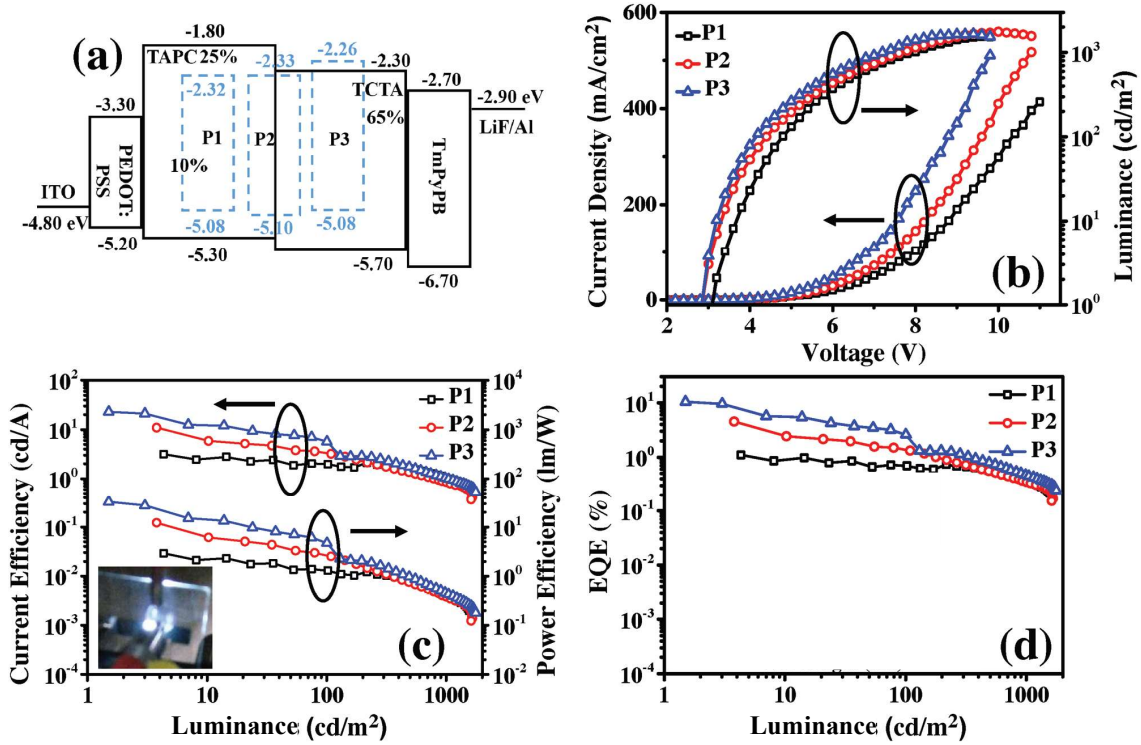 (a)
-1.80
TAPC 25%
-2.33
-2.26
-2.30
-2.32
TCTA
-2.70
-3.30
65%
-2.90 eV
LiF/Al
P1
P2
P3
10%
PEDOT:
PSS
TmPyPB
ITO
-4.80 eV
-5.08
-5.10
-5.08
-5.20
-5.30
-5.70
-6.70
(b)
P1
P2
P3
600
500
400
300
200
100
0
Current Density (mA/cm²)
10³
10²
10¹
10⁰
Luminance (cd/m²)
2
4
6
8
10
Voltage (V)
(c)
P1
P2
P3
10²
10¹
10⁰
10⁻¹
10⁻²
10⁻³
10⁻⁴
Current Efficiency (cd/A)
10⁴
10³
10²
10¹
10⁰
10⁻¹
10⁻²
Power Efficiency (lm/W)
1
10
100
1000
Luminance (cd/m²)
(d)
P1
P2
P3
10²
10¹
10⁰
10⁻¹
10⁻²
10⁻³
10⁻⁴
EQE (%)
1
10
100
1000
Luminance (cd/m²)